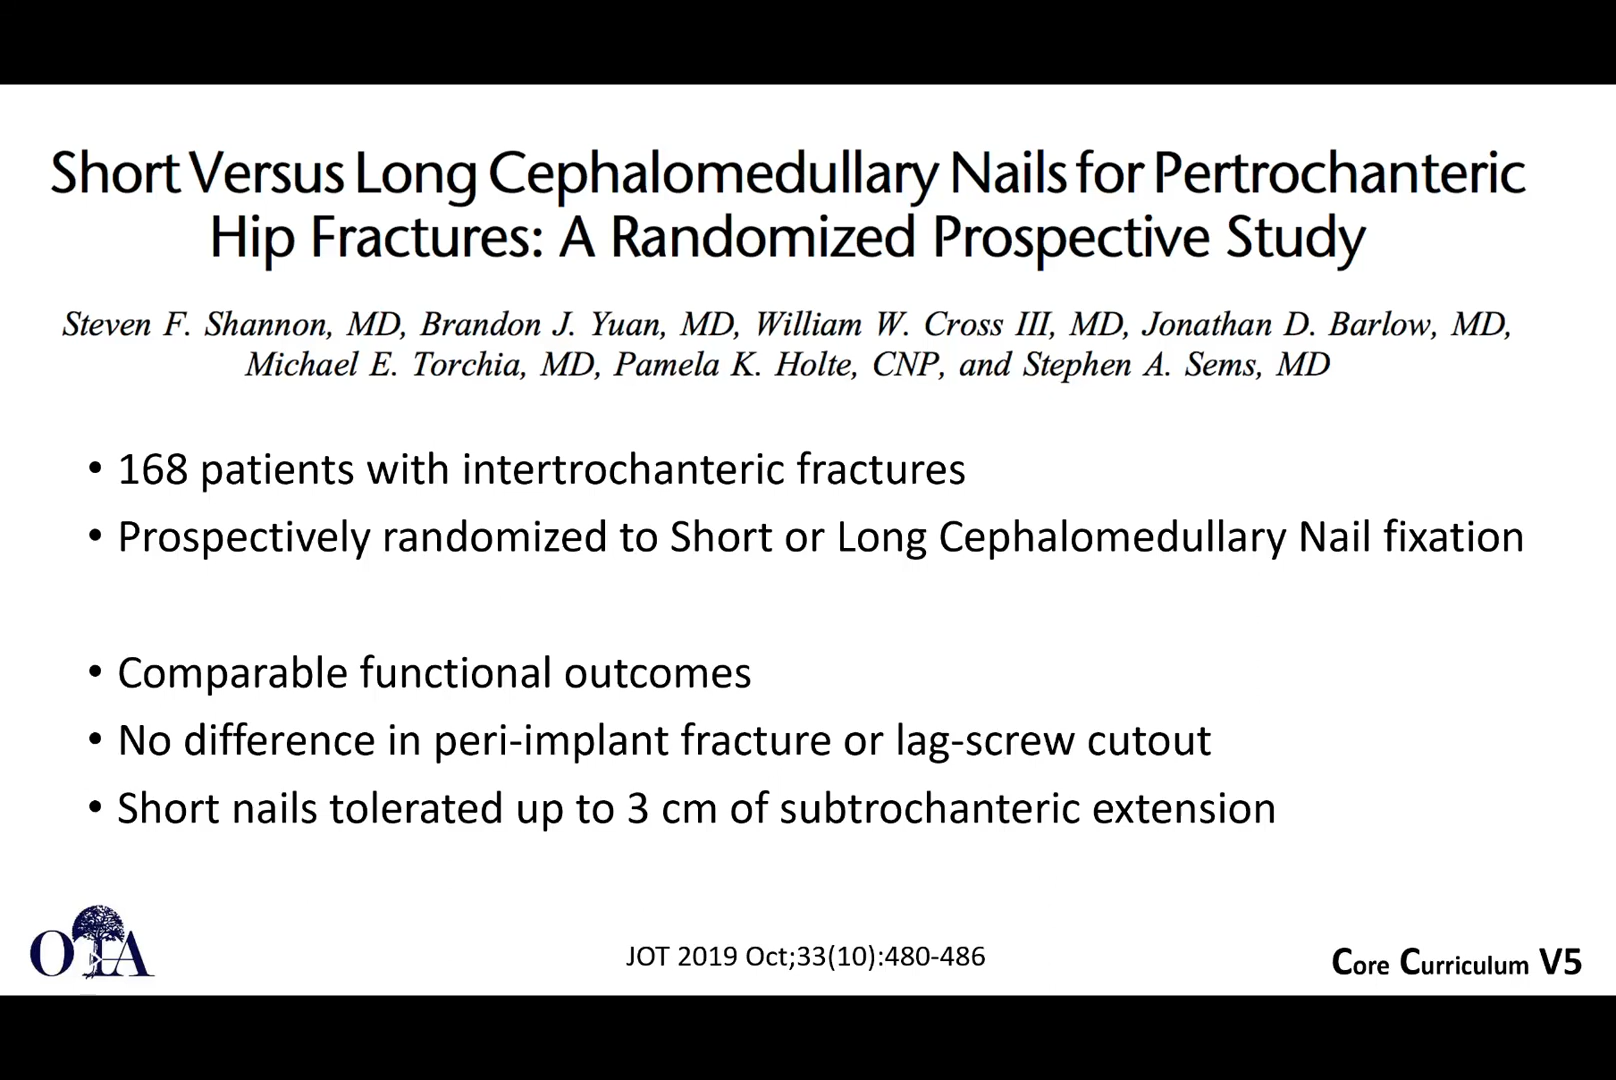 Short Versus Long Cephalomedullary Nails for Pertrochanteric
Hip Fractures: A Randomized Prospective Study
Steven F. Shannon, MD, Brandon J. Yuan, MD, William W. Cross III, MD, Jonathan D. Barlow, MD,
Michael E. Torchia, MD, Pamela K. Holte, CNP, and Stephen A. Sems, MD
• 168 patients with intertrochanteric fractures
• Prospectively randomized to Short or Long Cephalomedullary Nail fixation
• Comparable functional outcomes
• No difference in peri-implant fracture or lag-screw cutout
• Short nails tolerated up to 3 cm of subtrochanteric extension
OTA
JOT 2019 Oct;33(10):480-486
Core Curriculum V5